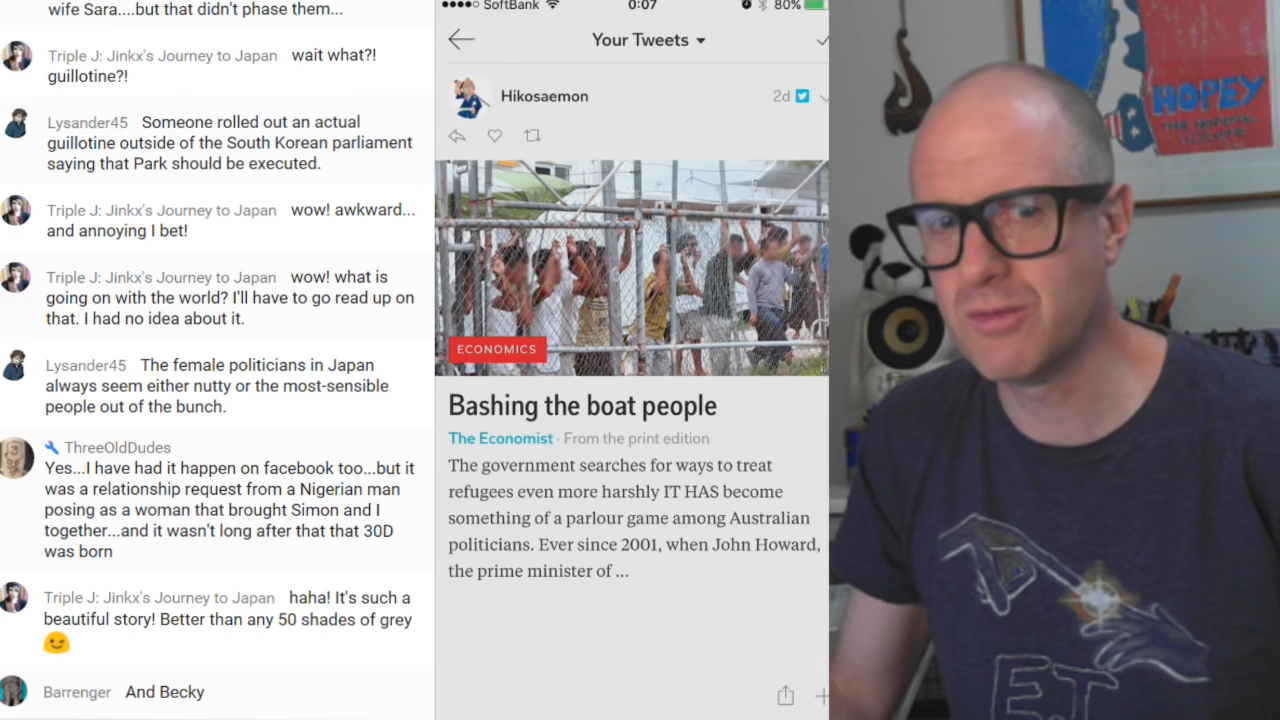 wife Sara....but that didn't phase them...
Triple J: Jinkx's Journey to Japan wait what?!
guillotine?!
Lysander45 Someone rolled out an actual
guillotine outside of the South Korean parliament
saying that Park should be executed.
Triple J: Jinkx's Journey to Japan wow! awkward...
and annoying I bet!
Triple J: Jinkx's Journey to Japan wow! what is
going on with the world? I'll have to go read up on
that. I had no idea about it.
Lysander45 The female politicians in Japan
always seem either nutty or the most-sensible
people out of the bunch.
ThreeOldDudes
Yes...I have had it happen on facebook too...but it
was a relationship request from a Nigerian man
posing as a woman that brought Simon and I
together...and it wasn't long after that that 30D
was born
Triple J: Jinkx's Journey to Japan haha! It's such a
beautiful story! Better than any 50 shades of grey
😉
Barrenger And Becky
SoftBank 0:07 80%
Your Tweets
Hikosaemon 2d
ECONOMICS
Bashing the boat people
The Economist · From the print edition
The government searches for ways to treat
refugees even more harshly IT HAS become
something of a parlour game among Australian
politicians. Ever since 2001, when John Howard,
the prime minister of ...
HOPEY
E.T